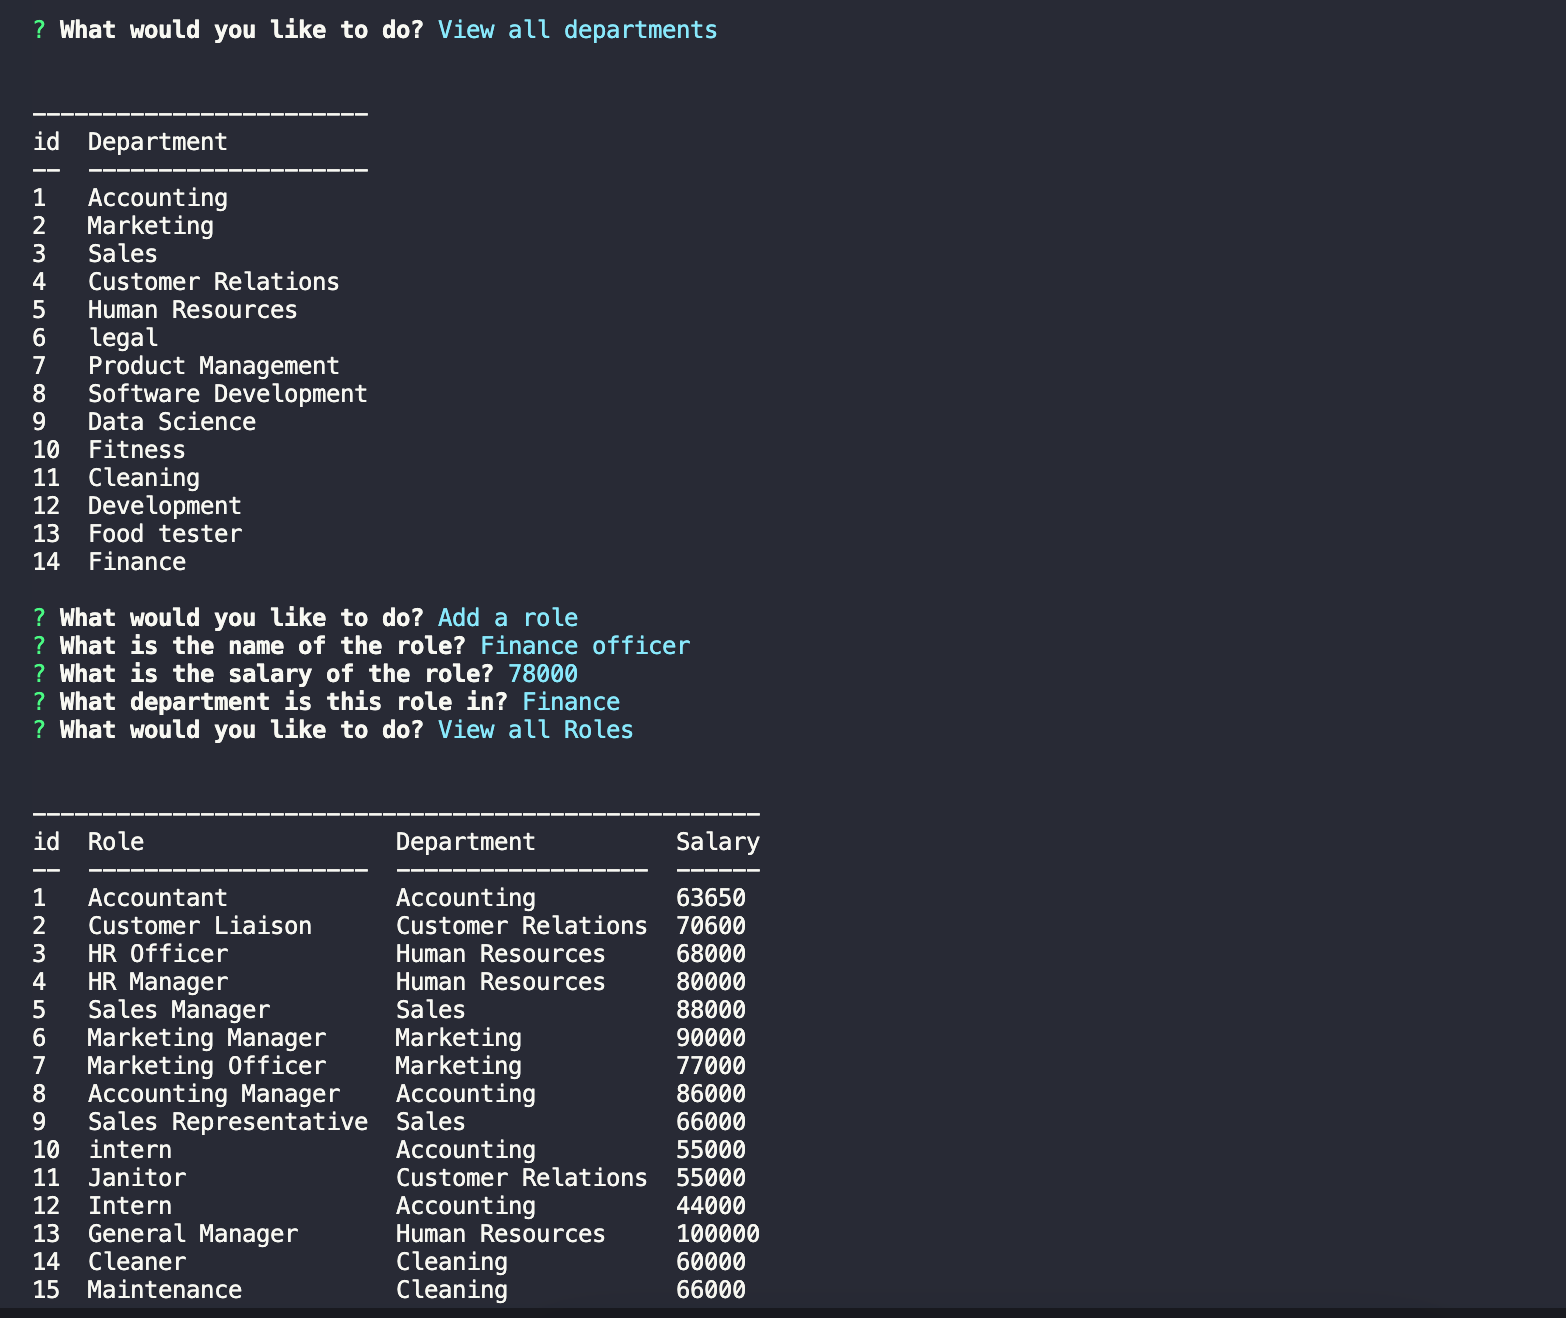 ? What would you like to do? View all departments
------------------------
id  Department
--  --------------------
1   Accounting
2   Marketing
3   Sales
4   Customer Relations
5   Human Resources
6   legal
7   Product Management
8   Software Development
9   Data Science
10  Fitness
11  Cleaning
12  Development
13  Food tester
14  Finance
? What would you like to do? Add a role
? What is the name of the role? Finance officer
? What is the salary of the role? 78000
? What department is this role in? Finance
? What would you like to do? View all Roles
----------------------------------------------------
id  Role                  Department          Salary
--  --------------------  ------------------  ------
1   Accountant            Accounting          63650
2   Customer Liaison      Customer Relations  70600
3   HR Officer            Human Resources     68000
4   HR Manager            Human Resources     80000
5   Sales Manager         Sales               88000
6   Marketing Manager     Marketing           90000
7   Marketing Officer     Marketing           77000
8   Accounting Manager    Accounting          86000
9   Sales Representative  Sales               66000
10  intern                Accounting          55000
11  Janitor               Customer Relations  55000
12  Intern                Accounting          44000
13  General Manager       Human Resources     100000
14  Cleaner               Cleaning            60000
15  Maintenance           Cleaning            66000